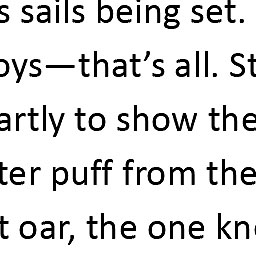 s sails being set.
oys—that's all. St
artly to show the
ter puff from the
t oar, the one kn